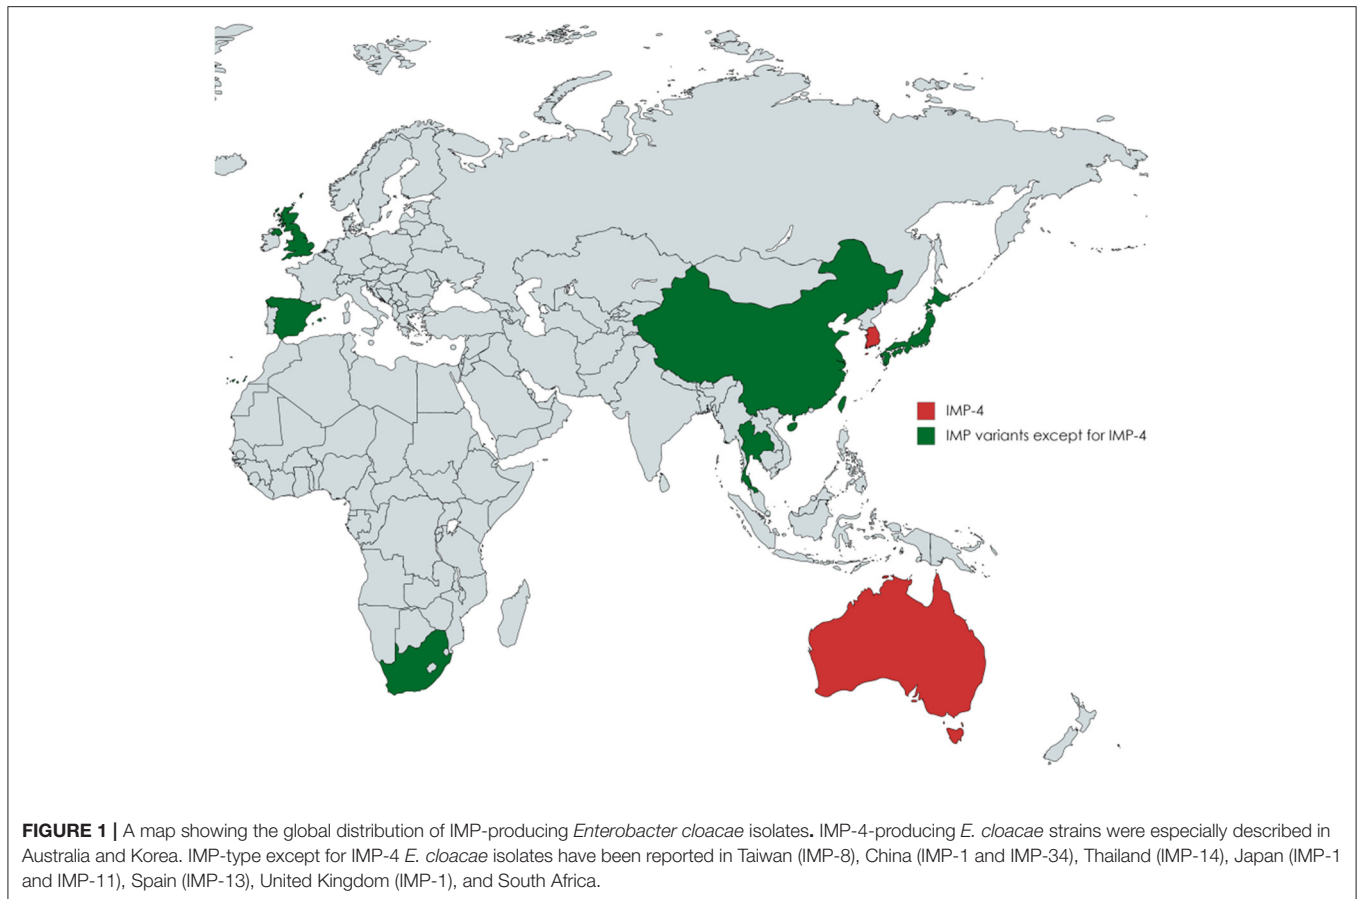 IMP-4
IMP variants except for IMP-4
FIGURE 1 | A map showing the global distribution of IMP-producing Enterobacter cloacae isolates. IMP-4-producing E. cloacae strains were especially described in
Australia and Korea. IMP-type except for IMP-4 E. cloacae isolates have been reported in Taiwan (IMP-8), China (IMP-1 and IMP-34), Thailand (IMP-14), Japan (IMP-1
and IMP-11), Spain (IMP-13), United Kingdom (IMP-1), and South Africa.